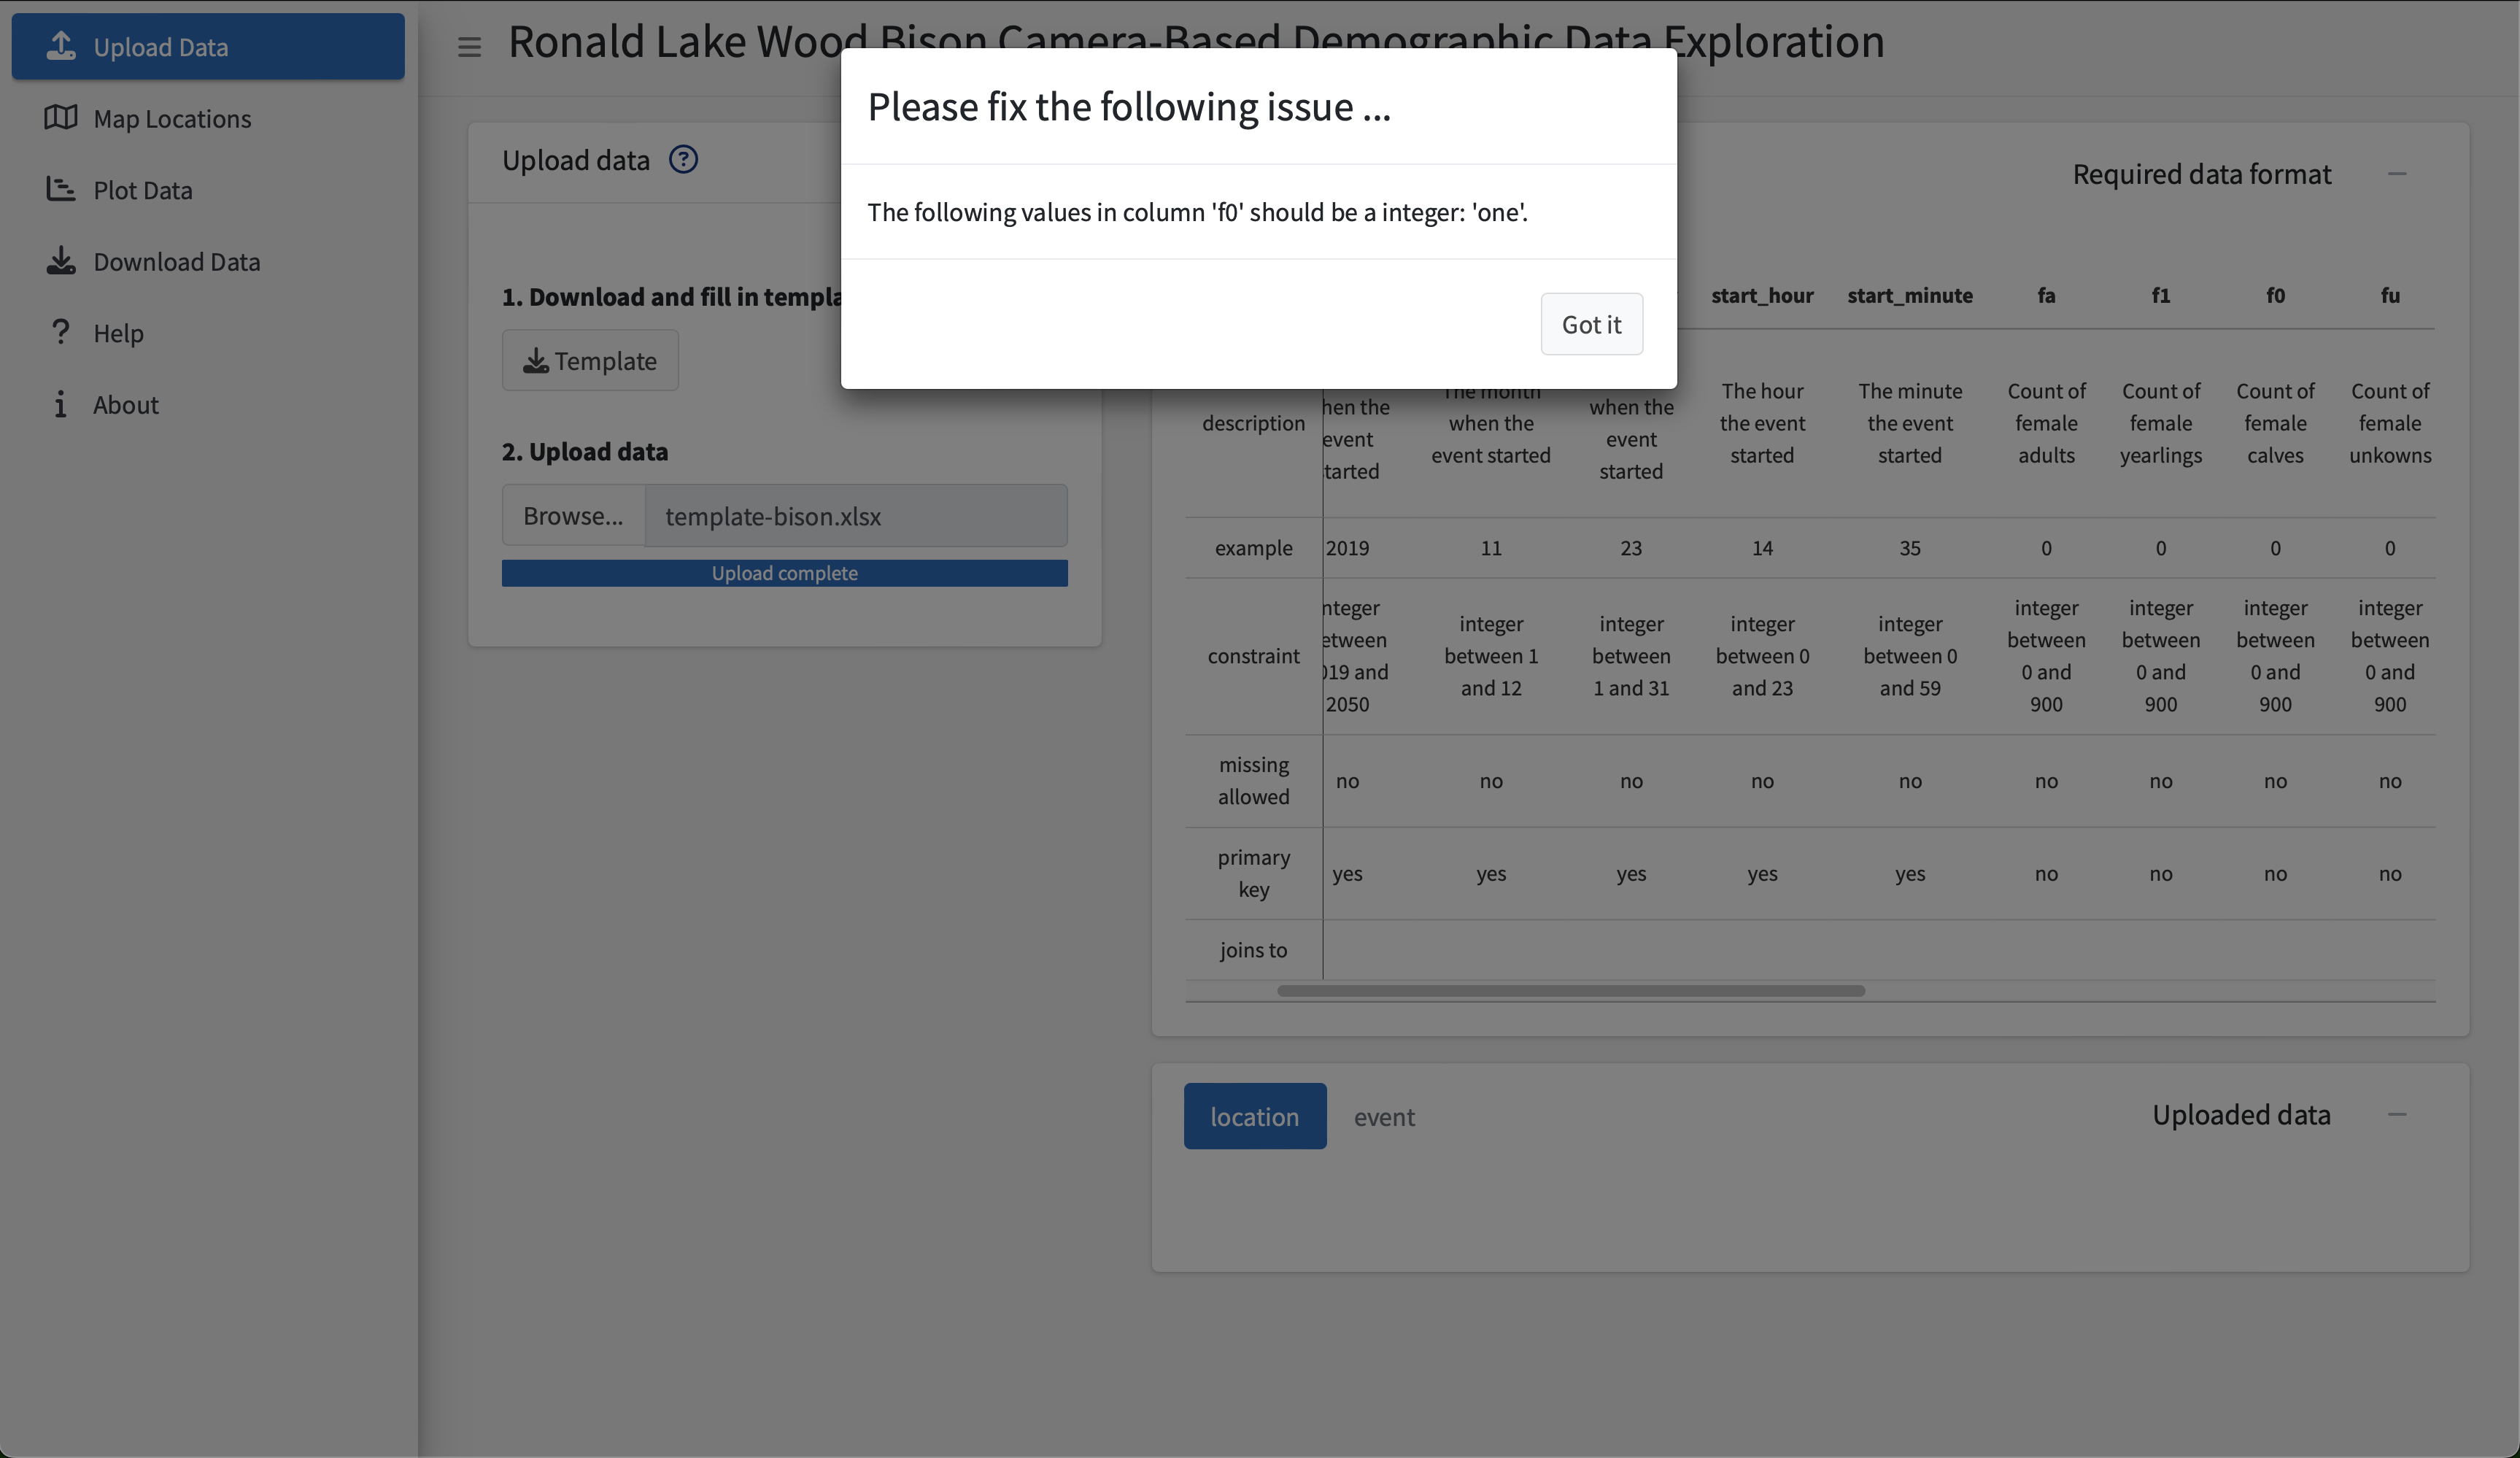 Upload Data
Map Locations
Plot Data
Download Data
Help
About
Ronald Lake Wood Bison Camera-Based Demographic Data Exploration
Please fix the following issue ...
The following values in column 'f0' should be a integer: 'one'.
Got it
Upload data ?
1. Download and fill in templa
Template
2. Upload data
Browse... template-bison.xlsx
Upload complete
Required data format
start_hour start_minute fa f1 f0 fu
description
hen the
event
tarted
The month
when the
event started
when the
event
started
The hour
the event
started
The minute
the event
started
Count of
female
adults
Count of
female
yearlings
Count of
female
calves
Count of
female
unkowns
example 2019 11 23 14 35 0 0 0 0
constraint
nteger
etween
019 and
2050
integer
between 1
and 12
integer
between
1 and 31
integer
between 0
and 23
integer
between 0
and 59
integer
between
0 and
900
integer
between
0 and
900
integer
between
0 and
900
integer
between
0 and
900
missing
allowed
no no no no no no no no no
primary
key
yes yes yes yes yes no no no no
joins to
location event
Uploaded data